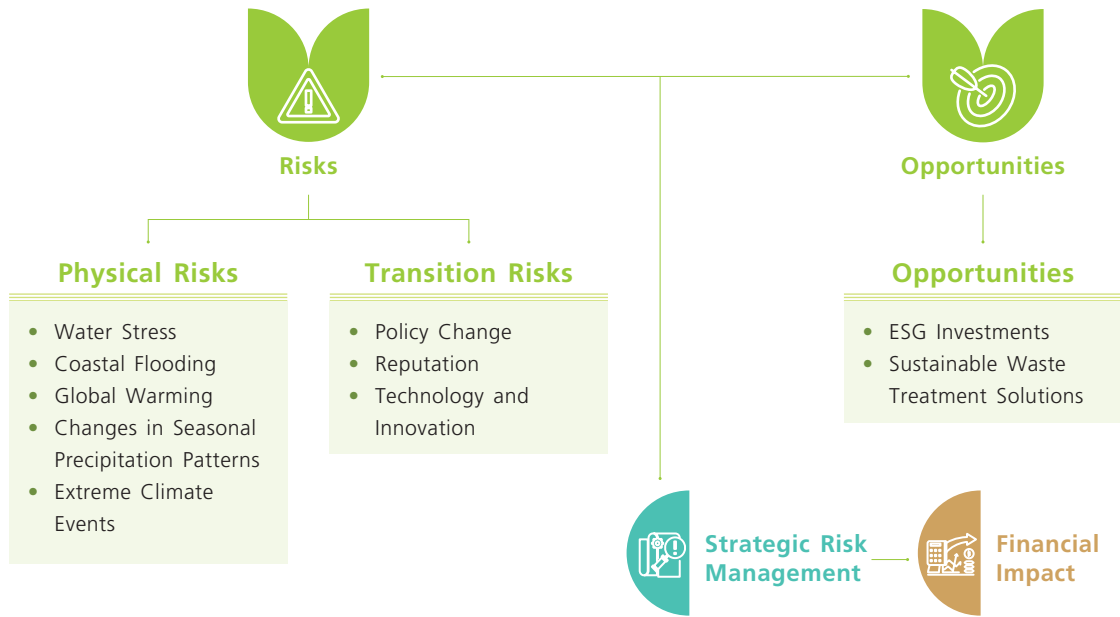 Risks
Opportunities
Physical Risks
• Water Stress
• Coastal Flooding
• Global Warming
• Changes in Seasonal
Precipitation Patterns
• Extreme Climate
Events
Transition Risks
• Policy Change
• Reputation
• Technology and
Innovation
Opportunities
• ESG Investments
• Sustainable Waste
Treatment Solutions
Strategic Risk
Management
Financial
Impact